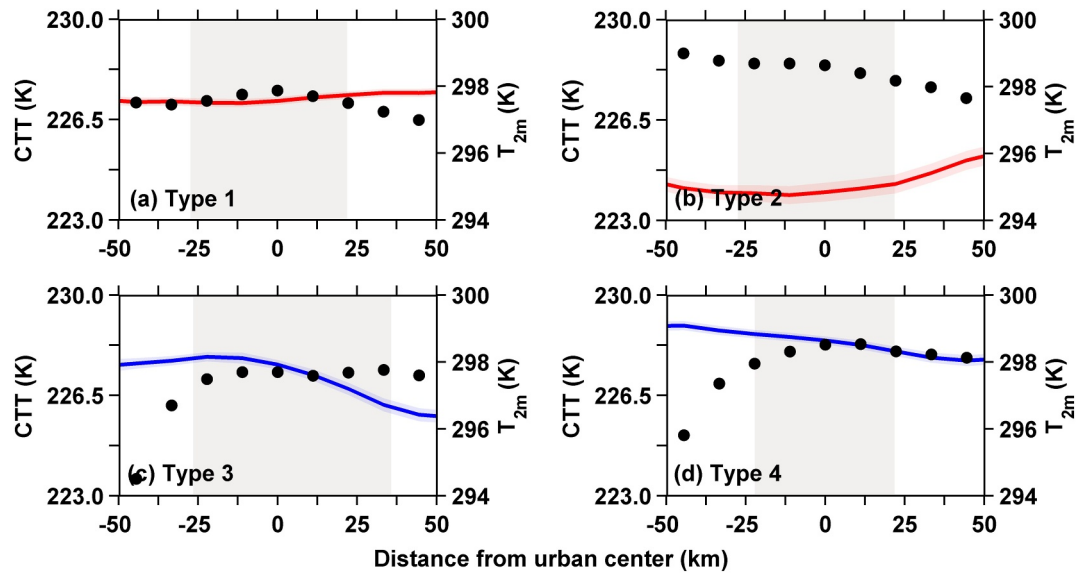 230.0 300 230.0 300
298 298
CTT (K) 226.5 T2m (K) CTT (K) 226.5 T2m (K)
296 296
(a) Type 1 (b) Type 2
223.0 294 223.0 294
-50 -25 0 25 50 -50 -25 0 25 50
230.0 300 230.0 300
298 298
CTT (K) 226.5 T2m (K) CTT (K) 226.5 T2m (K)
296 296
(c) Type 3 (d) Type 4
223.0 294 223.0 294
-50 -25 0 25 50 -50 -25 0 25 50
Distance from urban center (km)